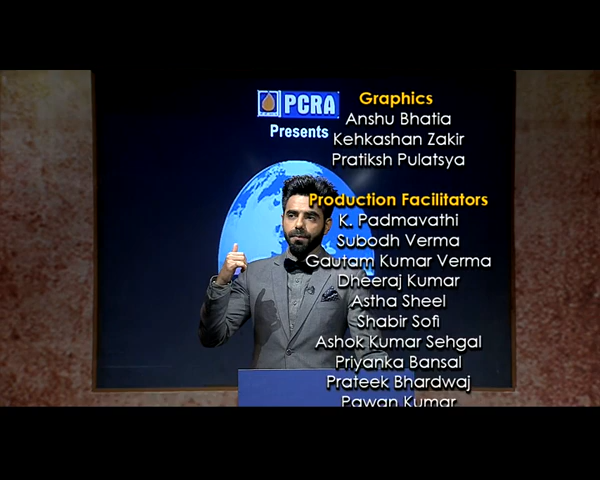 PCRA
Presents
Graphics
Anshu Bhatia
Kehkashan Zakir
Pratiksh Pulatsya
Production Facilitators
K. Padmavathi
Subodh Verma
Gautam Kumar Verma
Dheeraj Kumar
Astha Sheel
Shabir Sofi
Ashok Kumar Sehgal
Priyanka Bansal
Prateek Bhardwaj
Pawan Kumar